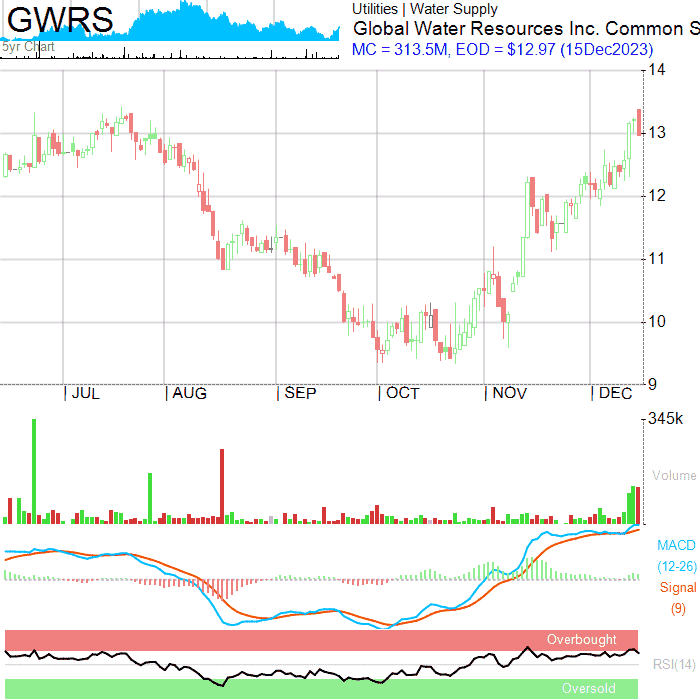 GWRS
5yr Chart
Utilities | Water Supply
Global Water Resources Inc. Common S
MC = 313.5M, EOD = $12.97 (15Dec2023)
14
13
12
11
10
9
JUL AUG SEP OCT NOV DEC
345k
Volume
MACD
(12-26)
Signal
(9)
Overbought
RSI(14)
Oversold